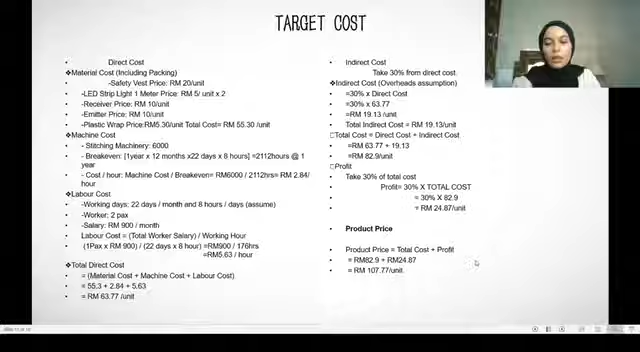 TARGET COST
Direct Cost
❖Material Cost (Including Packing)
-Safety Vest Price: RM 20/unit
-LED Strip Light 1 Meter Price: RM 5/ unit x 2
-Receiver Price: RM 10/unit
-Emitter Price: RM 10/unit
-Plastic Wrap Price:RM5.30/unit Total Cost= RM 55.30 /unit
❖Machine Cost
- Stitching Machinery: 6000
- Breakeven: [1year x 12 months x22 days x 8 hours] =2112hours @ 1
year
- Cost / hour: Machine Cost / Breakeven= RM6000 / 2112hrs= RM 2.84/
hour
❖Labour Cost
-Working days: 22 days / month and 8 hours / days (assume)
-Worker: 2 pax
-Salary: RM 900 / month
Labour Cost = (Total Worker Salary) / Working Hour
(1Pax x RM 900) / (22 days x 8 hour) =RM900 / 176hrs
=RM5.63 / hour
❖Total Direct Cost
= (Material Cost + Machine Cost + Labour Cost)
= 55.3 + 2.84 + 5.63
= RM 63.77 /unit
Indirect Cost
Take 30% from direct cost
❖Indirect Cost (Overheads assumption)
=30% x Direct Cost
=30% x 63.77
=RM 19.13 /unit
Total Indirect Cost = RM 19.13/unit
□Total Cost = Direct Cost + Indirect Cost
=RM 63.77 + 19.13
=RM 82.9/unit
□Profit
Take 30% of total cost
Profit= 30% X TOTAL COST
= 30% X 82.9
= RM 24.87/unit
Product Price
Product Price = Total Cost + Profit
= RM82.9 + RM24.87
= RM 107.77/unit.